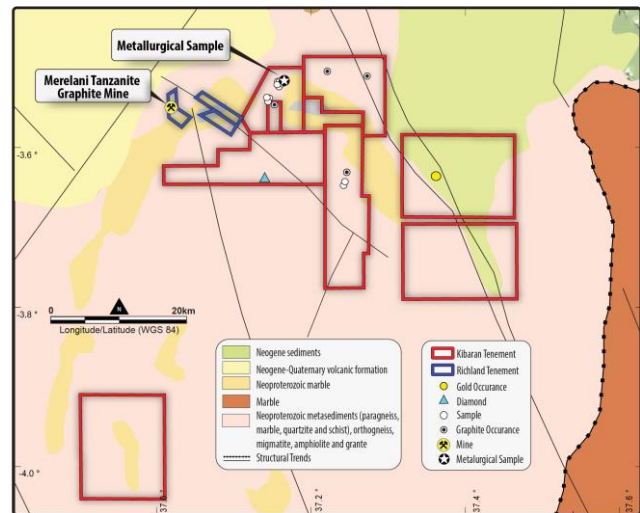 Metallurgical Sample
Merelani Tanzanite
Graphite Mine
-3.6
-3.8
-4.0
0 20km
Longitude/Latitude (WGS 84)
Neogene sediments
Neogene-Quaternary volcanic formation
Neoproterozoic marble
Marble
Neoproterozoic metasediments (paragneiss,
marble, quartzite and schist), orthogneiss,
migmatite, amphiolite and grante
Structural Trends
Kibaran Tenement
Richland Tenement
Gold Occurance
Diamond
Sample
Graphite Occurance
Mine
Metalurgical Sample
37.0
37.2
37.4
37.6